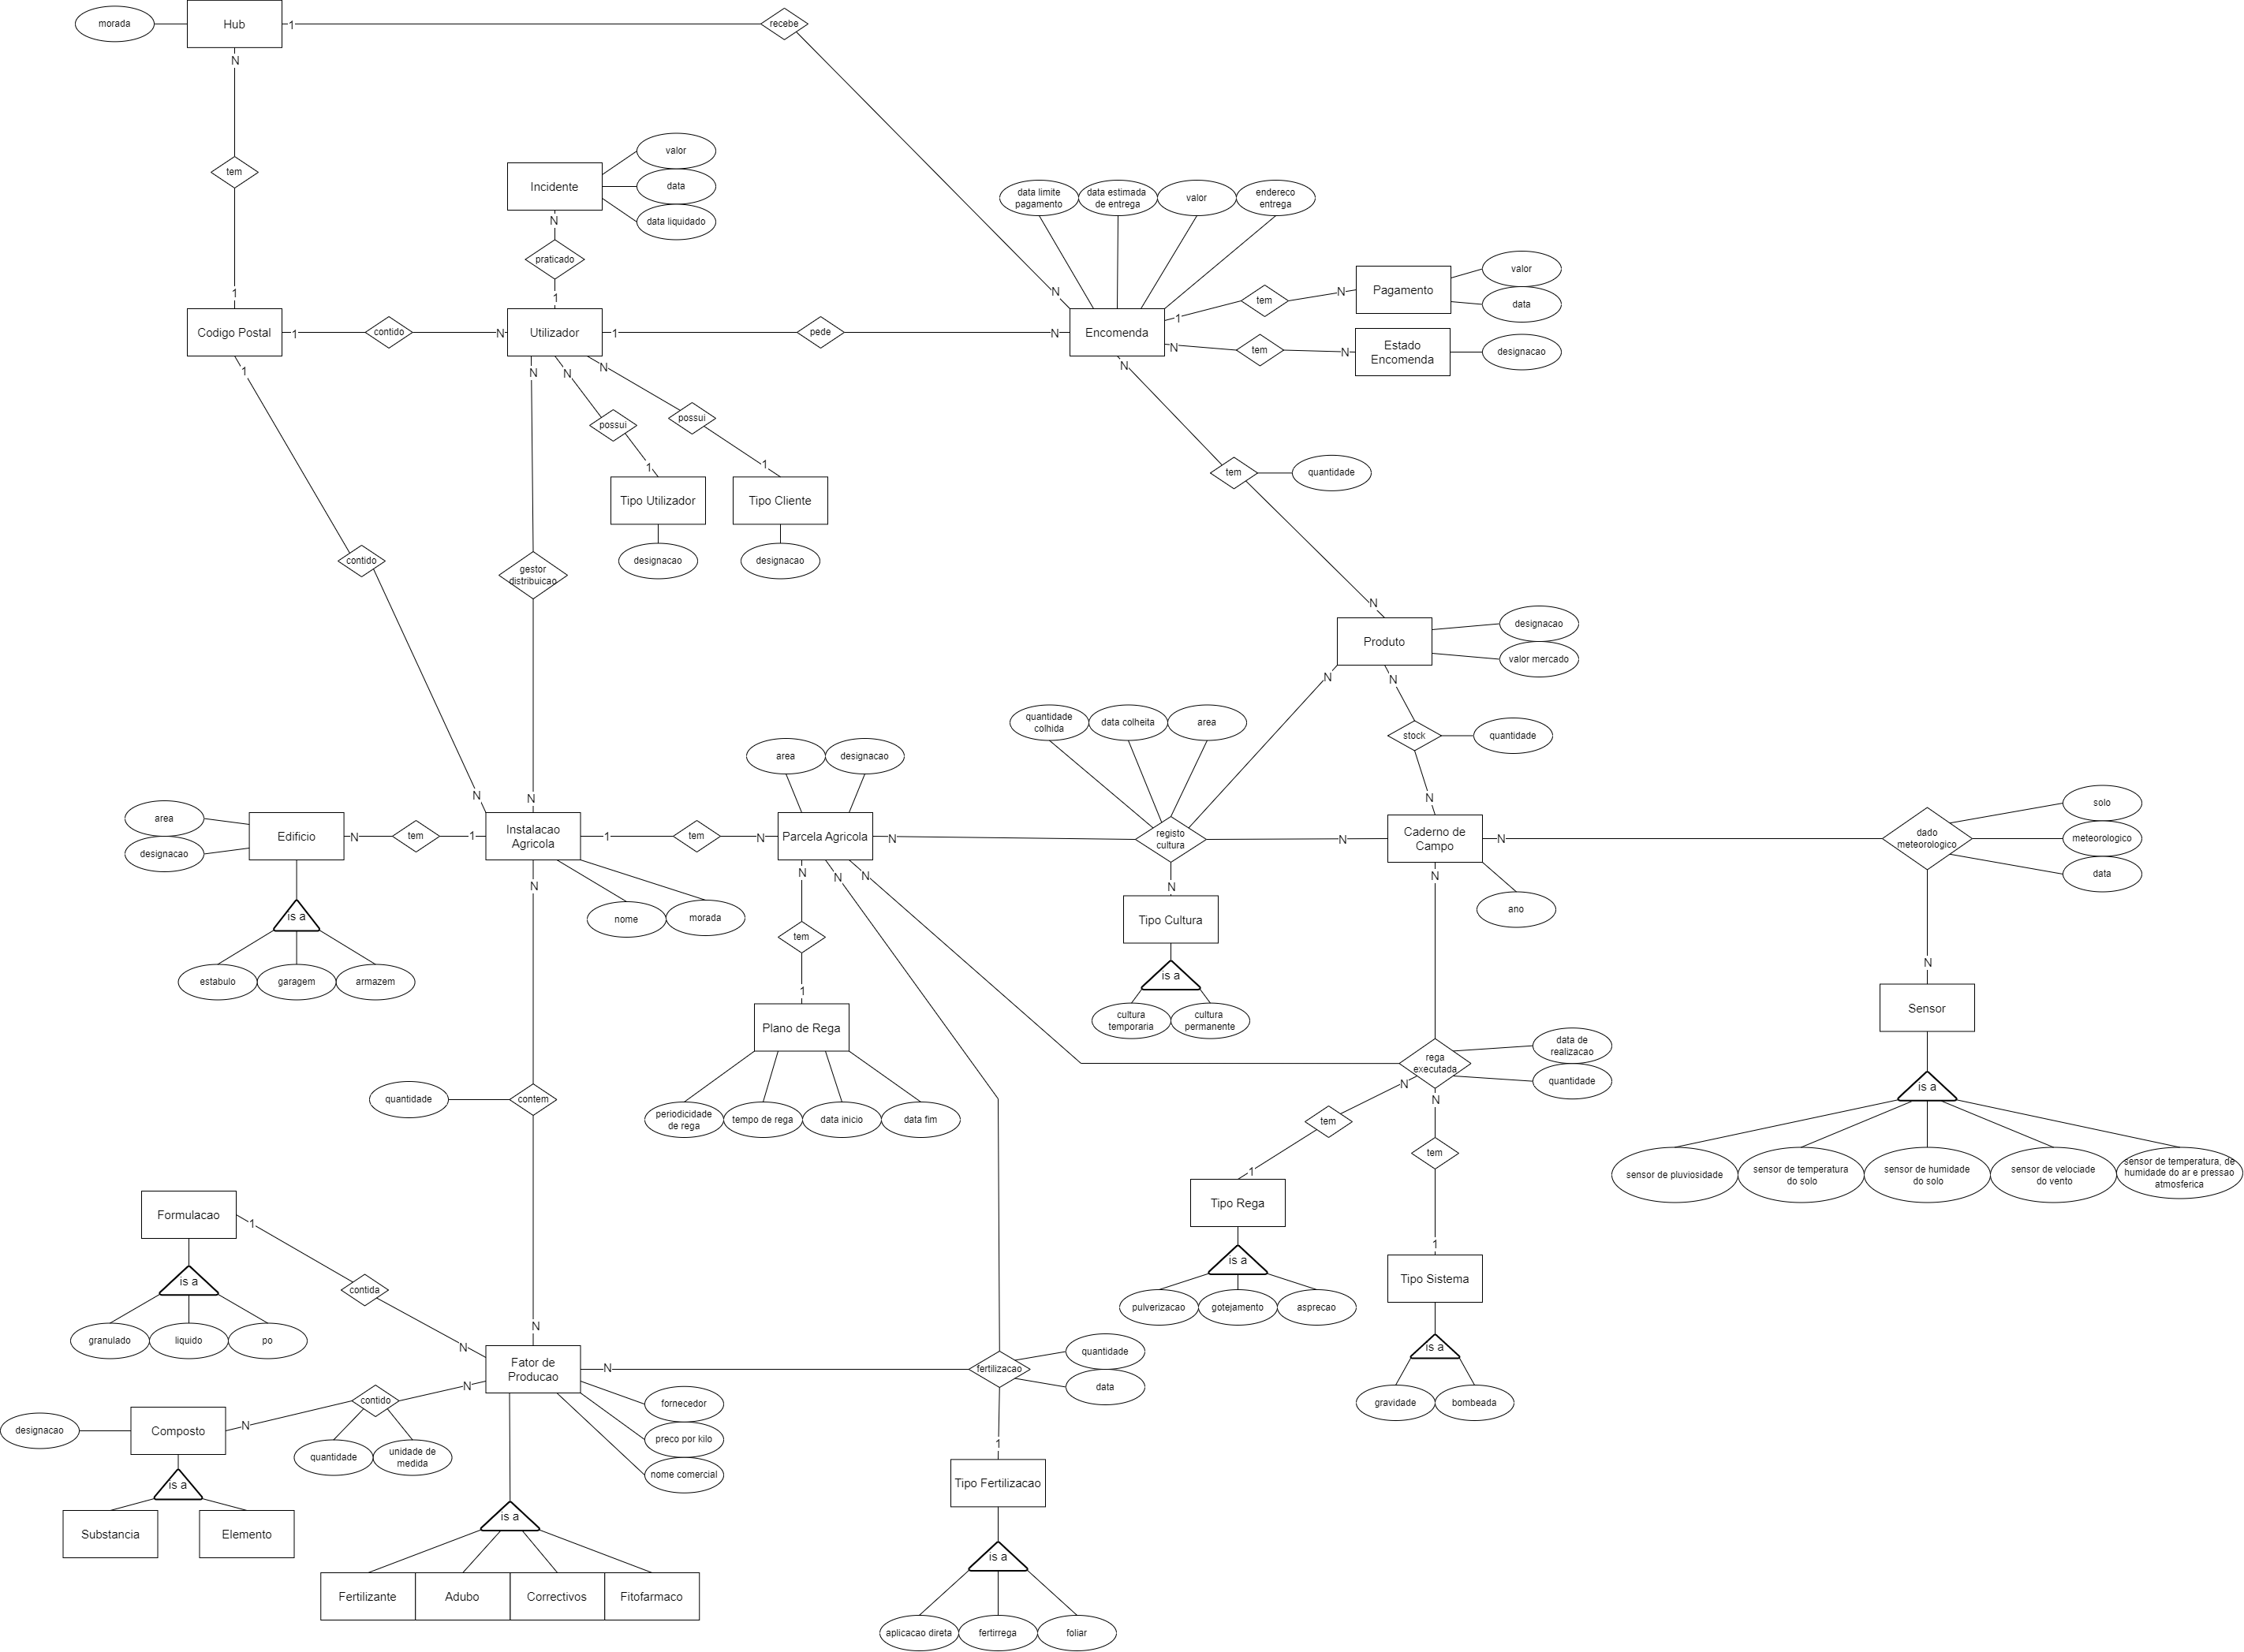 morada
Hub
1
recebe
N
tem
1
N
valor
Incidente
data
data liquidado
N
praticado
1
data limite
pagamento
data estimada
de entrega
valor
endereco
entrega
valor
Pagamento
data
1
tem
N
Codigo Postal
1
contido
N
Utilizador
1
pede
N
Encomenda
N
tem
N
Estado
Encomenda
designacao
1
N
N
N
N
possui
possui
1
1
Tipo Utilizador
Tipo Cliente
designacao
designacao
tem
quantidade
contido
gestor
distribuicao
N
Produto
designacao
valor mercado
N
N
quantidade
colhida
data colheita
area
stock
quantidade
area
designacao
N
N
N
solo
area
designacao
Edificio
N
tem
1
Instalacao
Agricola
1
tem
N
Parcela Agricola
N
registo
cultura
N
Caderno de
Campo
N
dado
meteorologico
meteorologico
data
N
N
N
N
N
N
is a
nome
morada
Tipo Cultura
ano
tem
estabulo
garagem
armazem
is a
N
1
Plano de Rega
cultura
temporaria
cultura
permanente
Sensor
rega
executada
data de
realizacao
quantidade
N
N
is a
quantidade
contem
periodicidade
de rega
tempo de rega
data inicio
data fim
tem
tem
1
sensor de pluviosidade
sensor de temperatura
do solo
sensor de humidade
do solo
sensor de velociade
do vento
sensor de temperatura, de
humidade do ar e pressao
atmosferica
Formulacao
1
Tipo Rega
1
is a
is a
Tipo Sistema
contida
pulverizacao
gotejamento
asprecao
granulado
liquido
po
N
N
is a
Fator de
Producao
N
fertilizacao
quantidade
data
N
contido
fornecedor
gravidade
bombeada
designacao
Composto
N
preco por kilo
quantidade
unidade de
medida
nome comercial
1
is a
Tipo Fertilizacao
Substancia
Elemento
is a
is a
Fertilizante
Adubo
Correctivos
Fitofarmaco
aplicacao direta
fertirrega
foliar